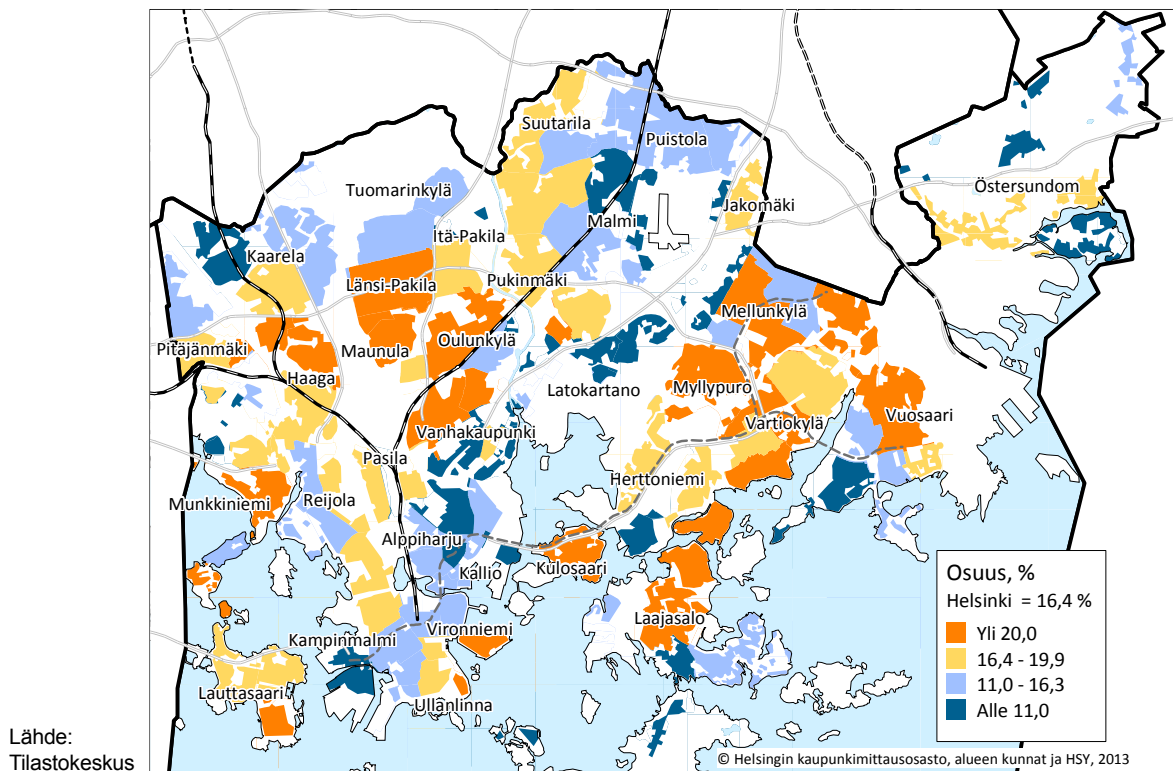 Suutarila
Puistola
Tuomarinkylä
Östersundom
Jakomäki
Malmi
Itä-Pakila
Kaarela
Länsi-Pakila
Pukinmäki
Mellunkylä
Pitäjänmäki
Maunula
Oulunkylä
Haaga
Latokartano
Myllypuro
Vuosaari
Vartiokylä
Vanhakaupunki
Pasila
Herttoniemi
Munkkiniemi
Reijola
Alppiharju
Kallio
Kulosaari
Laajasalo
Vironniemi
Kampinmalmi
Lauttasaari
Ullanlinna
Osuus, %
Helsinki = 16,4 %
Yli 20,0
16,4 - 19,9
11,0 - 16,3
Alle 11,0
Lähde:
Tilastokeskus
© Helsingin kaupunkimittausosasto, alueen kunnat ja HSY, 2013